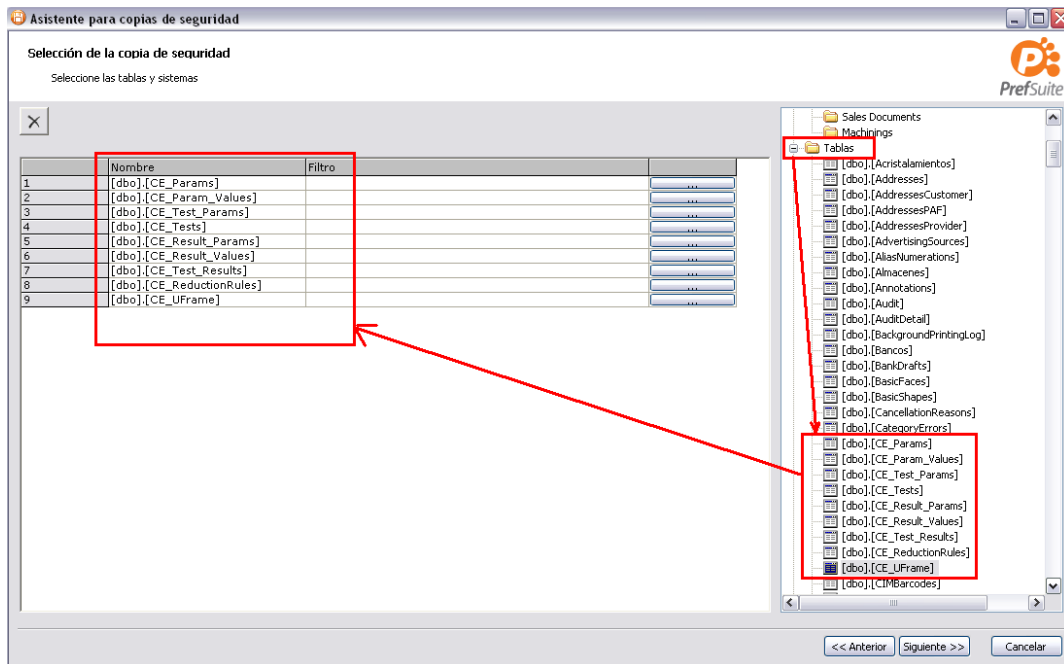 Asistente para copias de seguridad
Selección de la copia de seguridad
Seleccione las tablas y sistemas
PrefSuite
Nombre Filtro
1 [dbo].[CE_Params] ...
2 [dbo].[CE_Param_Values] ...
3 [dbo].[CE_Test_Params] ...
4 [dbo].[CE_Tests] ...
5 [dbo].[CE_Result_Params] ...
6 [dbo].[CE_Result_Values] ...
7 [dbo].[CE_Test_Results] ...
8 [dbo].[CE_ReductionRules] ...
9 [dbo].[CE_UFrame] ...
Sales Documents
Machinings
Tablas
[dbo].[Acristalamientos]
[dbo].[Addresses]
[dbo].[AddressesCustomer]
[dbo].[AddressesPAF]
[dbo].[AddressesProvider]
[dbo].[AdvertisingSources]
[dbo].[AliasNumerations]
[dbo].[Almacenes]
[dbo].[Annotations]
[dbo].[Audit]
[dbo].[AuditDetail]
[dbo].[BackgroundPrintingLog]
[dbo].[Bancos]
[dbo].[BankDrafts]
[dbo].[BasicFaces]
[dbo].[BasicShapes]
[dbo].[CancellationReasons]
[dbo].[CategoryErrors]
[dbo].[CE_Params]
[dbo].[CE_Param_Values]
[dbo].[CE_Test_Params]
[dbo].[CE_Tests]
[dbo].[CE_Result_Params]
[dbo].[CE_Result_Values]
[dbo].[CE_Test_Results]
[dbo].[CE_ReductionRules]
[dbo].[CE_UFrame]
[dbo].[CIMBarcodes]
<< Anterior Siguiente >> Cancelar